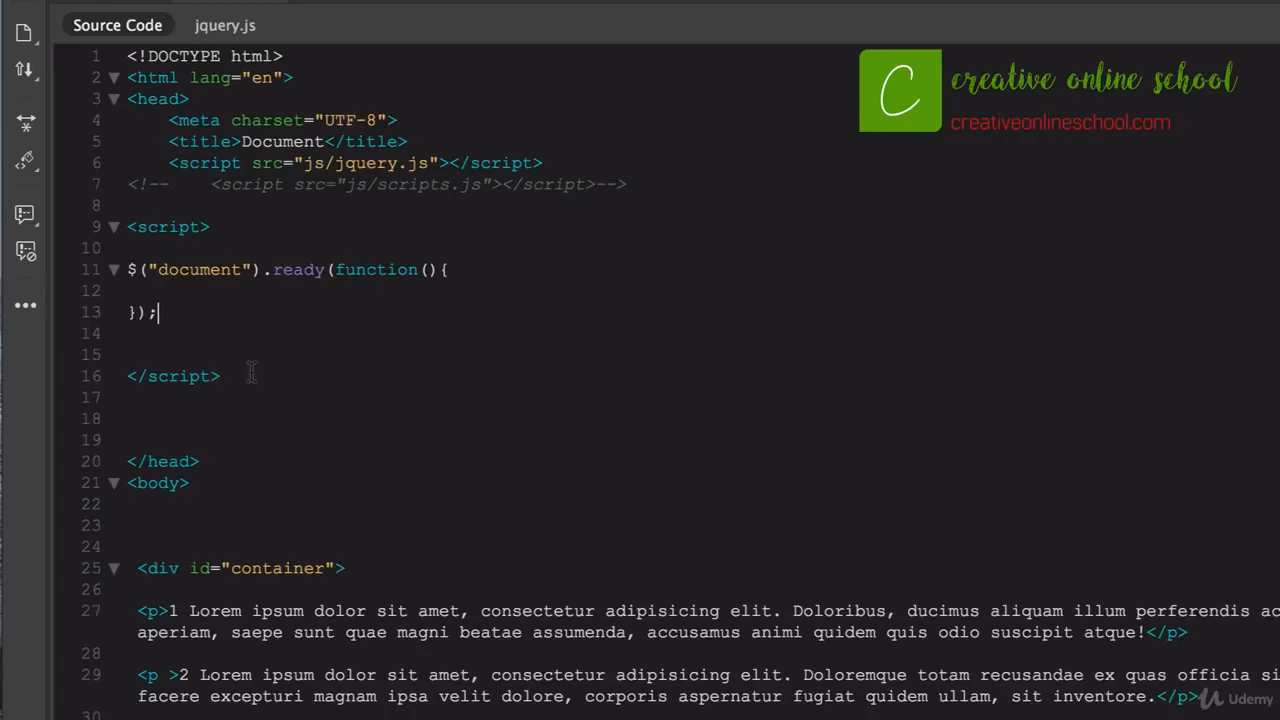 Source Code jquery.js
1 <!DOCTYPE html>
2 <html lang="en">
3 <head>
4 <meta charset="UTF-8">
5 <title>Document</title>
6 <script src="js/jquery.js"></script>
7 <!-- <script src="js/scripts.js"></script>-->
8
9 <script>
10
11 $("document").ready(function(){
12
13 });
14
15
16 </script>
17
18
19
20 </head>
21 <body>
22
23
24
25 <div id="container">
26
27 <p>1 Lorem ipsum dolor sit amet, consectetur adipisicing elit. Doloribus, ducimus aliquam illum perferendis ac
aperiam, saepe sunt quae magni beatae assumenda, accusamus animi quidem quis odio suscipit atque!</p>
28
29 <p >2 Lorem ipsum dolor sit amet, consectetur adipisicing elit. Doloremque totam recusandae ex quas officia si
facere excepturi magnam ipsa velit dolore, corporis aspernatur fugiat quidem ullam, sit inventore.</p>
30
C creative online school
creativeonlineschool.com
Udemy